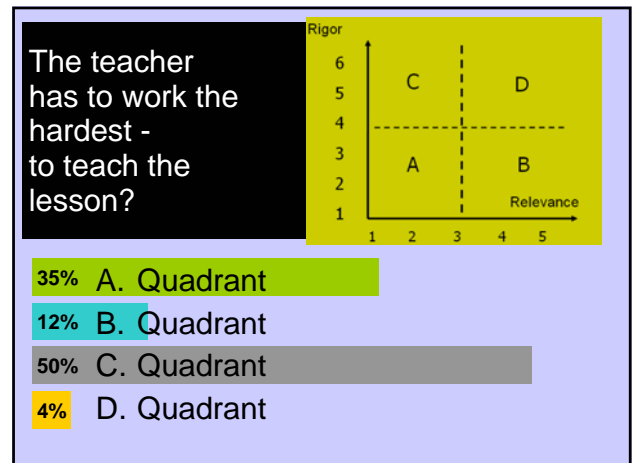 The teacher
has to work the
hardest -
to teach the
lesson?
Rigor
6
5
4
3
2
1
C
D
A
B
Relevance
1 2 3 4 5
35% A. Quadrant
12% B. Quadrant
50% C. Quadrant
4% D. Quadrant